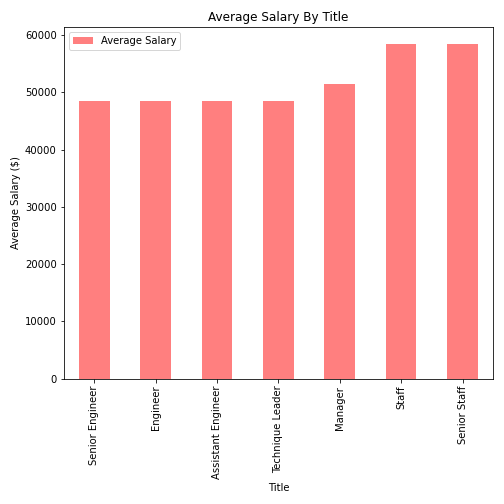 Average Salary By Title
Average Salary
60000
50000
40000
30000
20000
10000
0
Average Salary ($)
Senior Engineer
Engineer
Assistant Engineer
Technique Leader
Manager
Staff
Senior Staff
Title